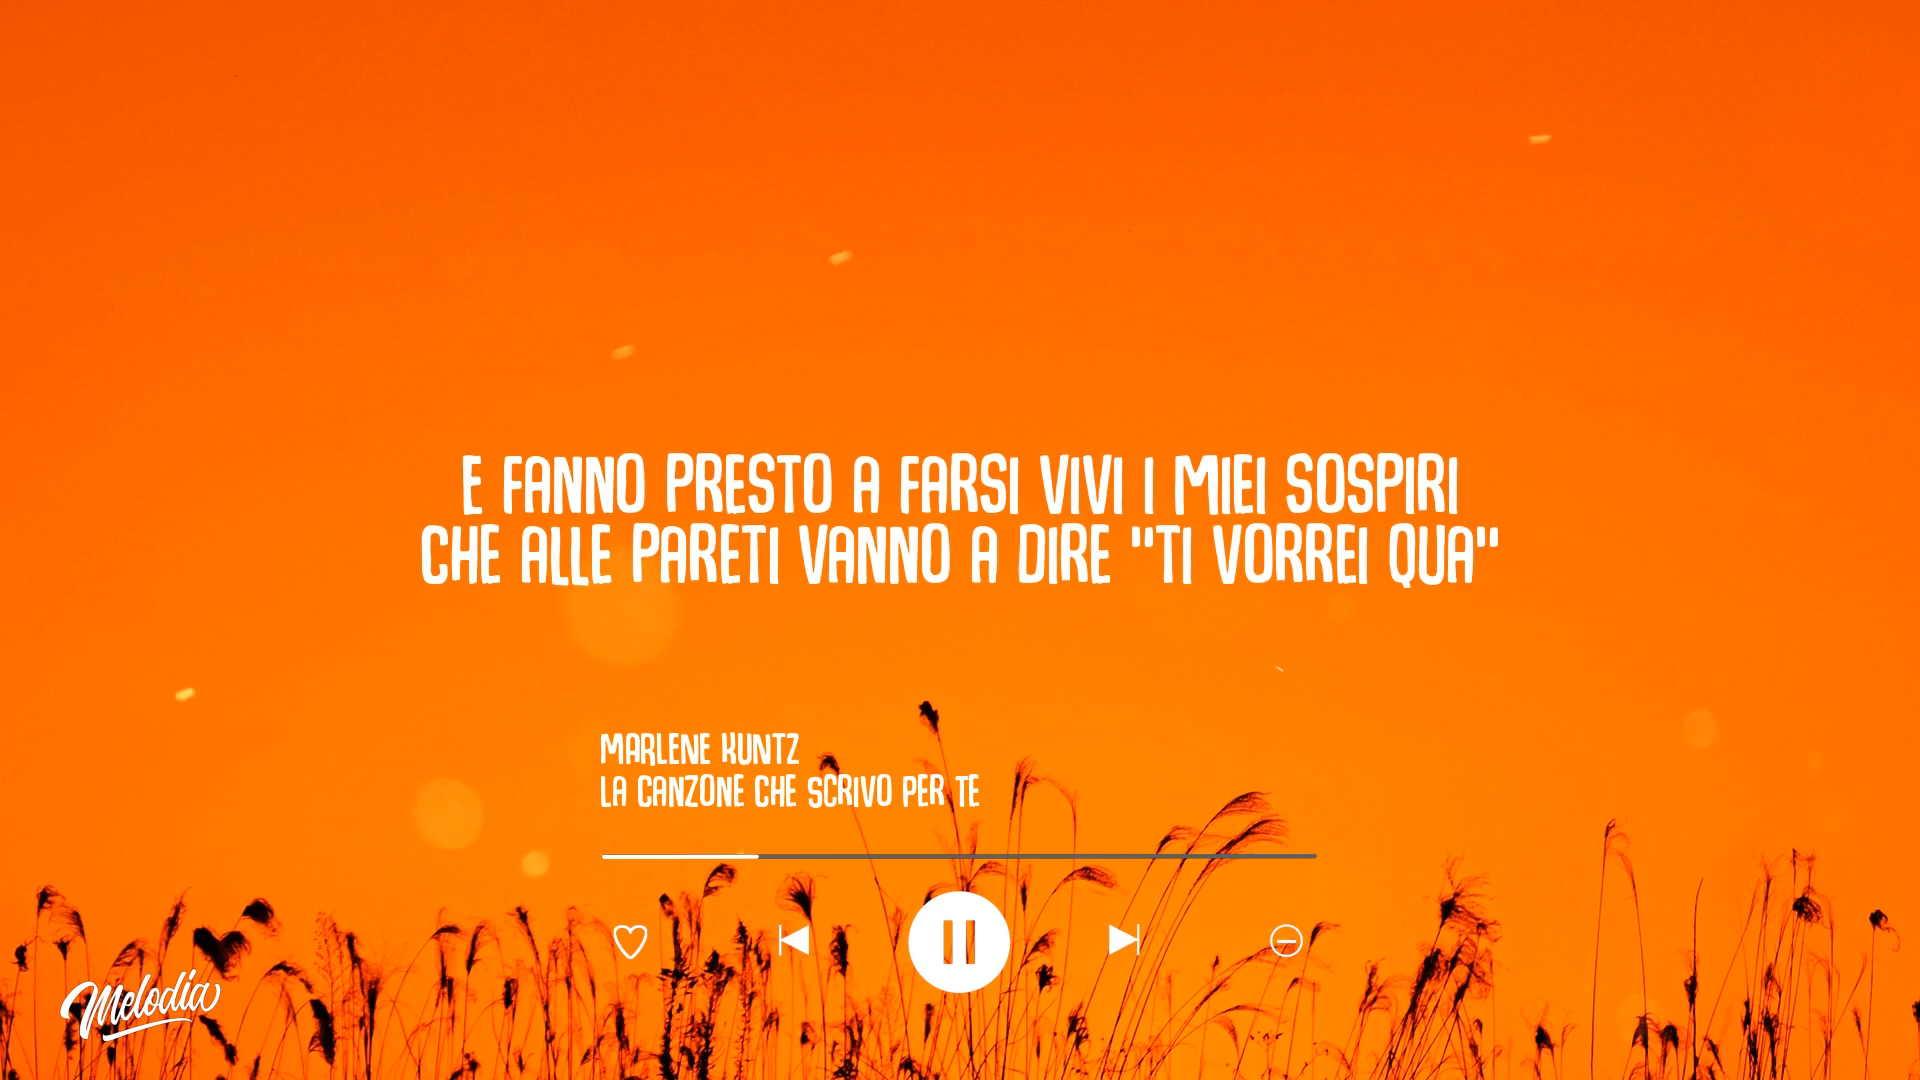 E FANNO PRESTO A FARSI VIVI I MIEI SOSPIRI
CHE ALLE PARETI VANNO A DIRE "TI VORREI QUA"
MARLENE KUNTZ
LA CANZONE CHE SCRIVO PER TE
Melodia